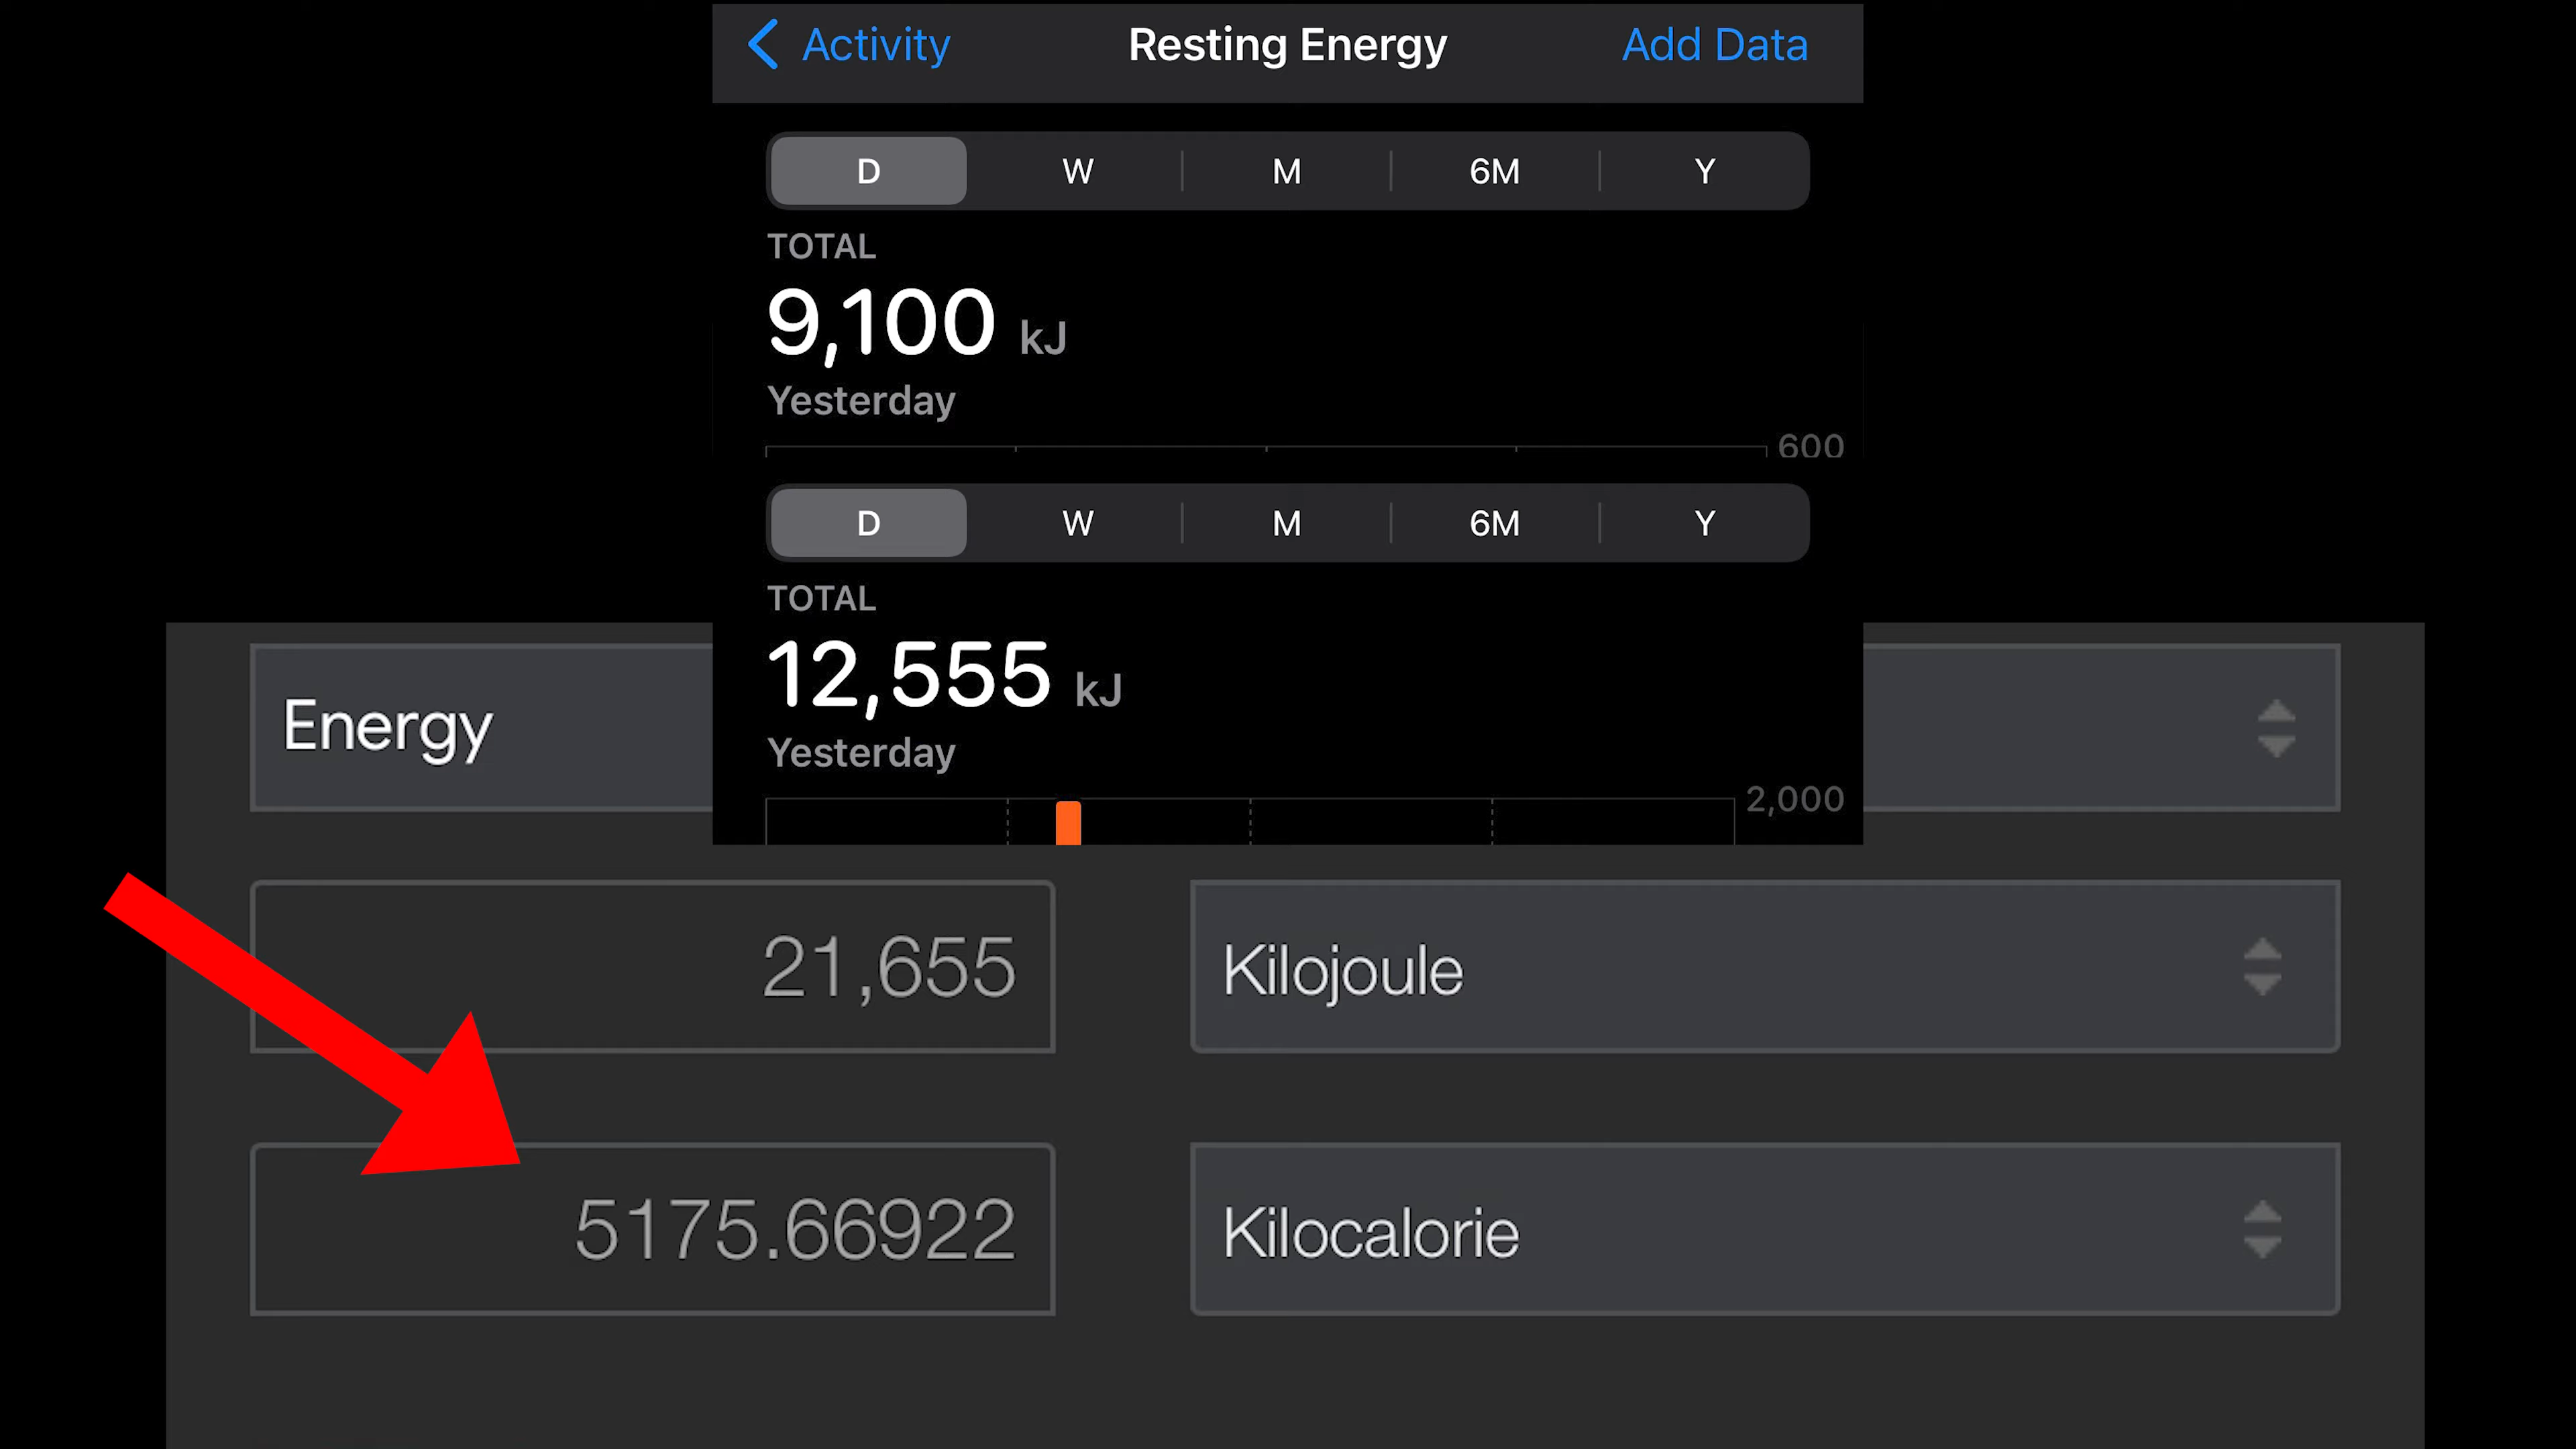 Activity Resting Energy Add Data
D W M 6M Y
TOTAL
9,100 kJ
Yesterday
600
D W M 6M Y
TOTAL
12,555 kJ
Yesterday
2,000
Energy
21,655 Kilojoule
5175.66922 Kilocalorie